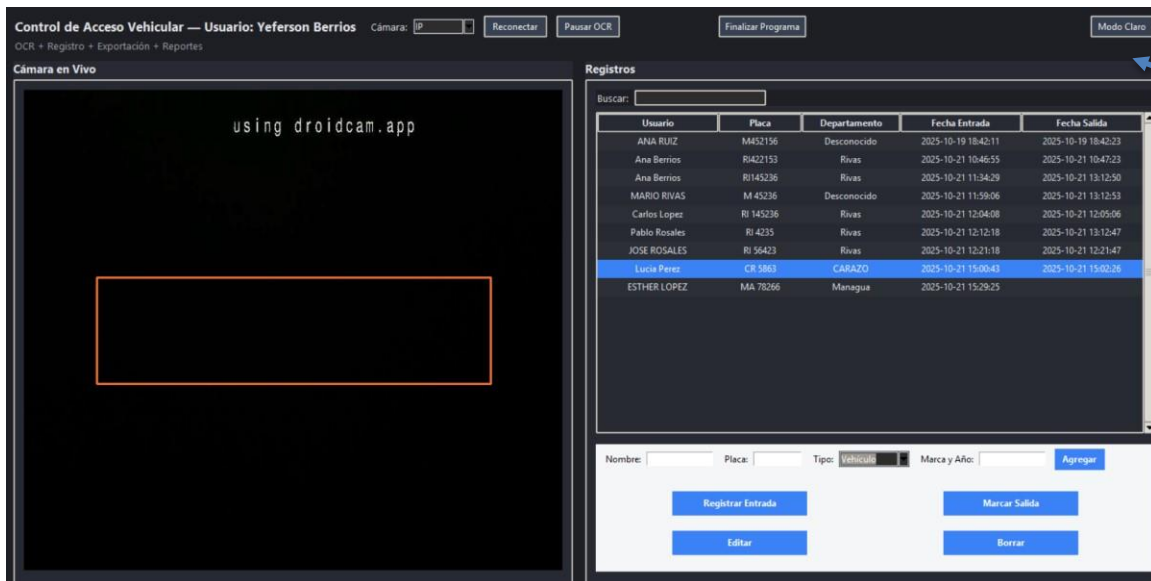 Control de Acceso Vehicular — Usuario: Yeferson Berrios Cámara: IP Reconectar Pausar OCR Finalizar Programa Modo Claro
OCR + Registro + Exportación + Reportes
Cámara en Vivo
using droidcam.app
Registros
Buscar:
Usuario Placa Departamento Fecha Entrada Fecha Salida
ANA RUIZ M452156 Desconocido 2025-10-19 18:42:11 2025-10-19 18:42:23
Ana Berrios RI422153 Rivas 2025-10-21 10:46:55 2025-10-21 10:47:23
Ana Berrios RI145236 Rivas 2025-10-21 11:34:29 2025-10-21 13:12:50
MARIO RIVAS M 45236 Desconocido 2025-10-21 11:59:06 2025-10-21 13:12:53
Carlos Lopez RI 145236 Rivas 2025-10-21 12:04:08 2025-10-21 12:05:06
Pablo Rosales RI 4235 Rivas 2025-10-21 12:12:18 2025-10-21 13:12:47
JOSE ROSALES RI 56423 Rivas 2025-10-21 12:21:18 2025-10-21 12:21:47
Lucia Perez CR 5863 CARAZO 2025-10-21 15:00:43 2025-10-21 15:02:26
ESTHER LOPEZ MA 78266 Managua 2025-10-21 15:29:25
Nombre: Placa: Tipo: Vehículo Marca y Año: Agregar
Registrar Entrada Marcar Salida
Editar Borrar